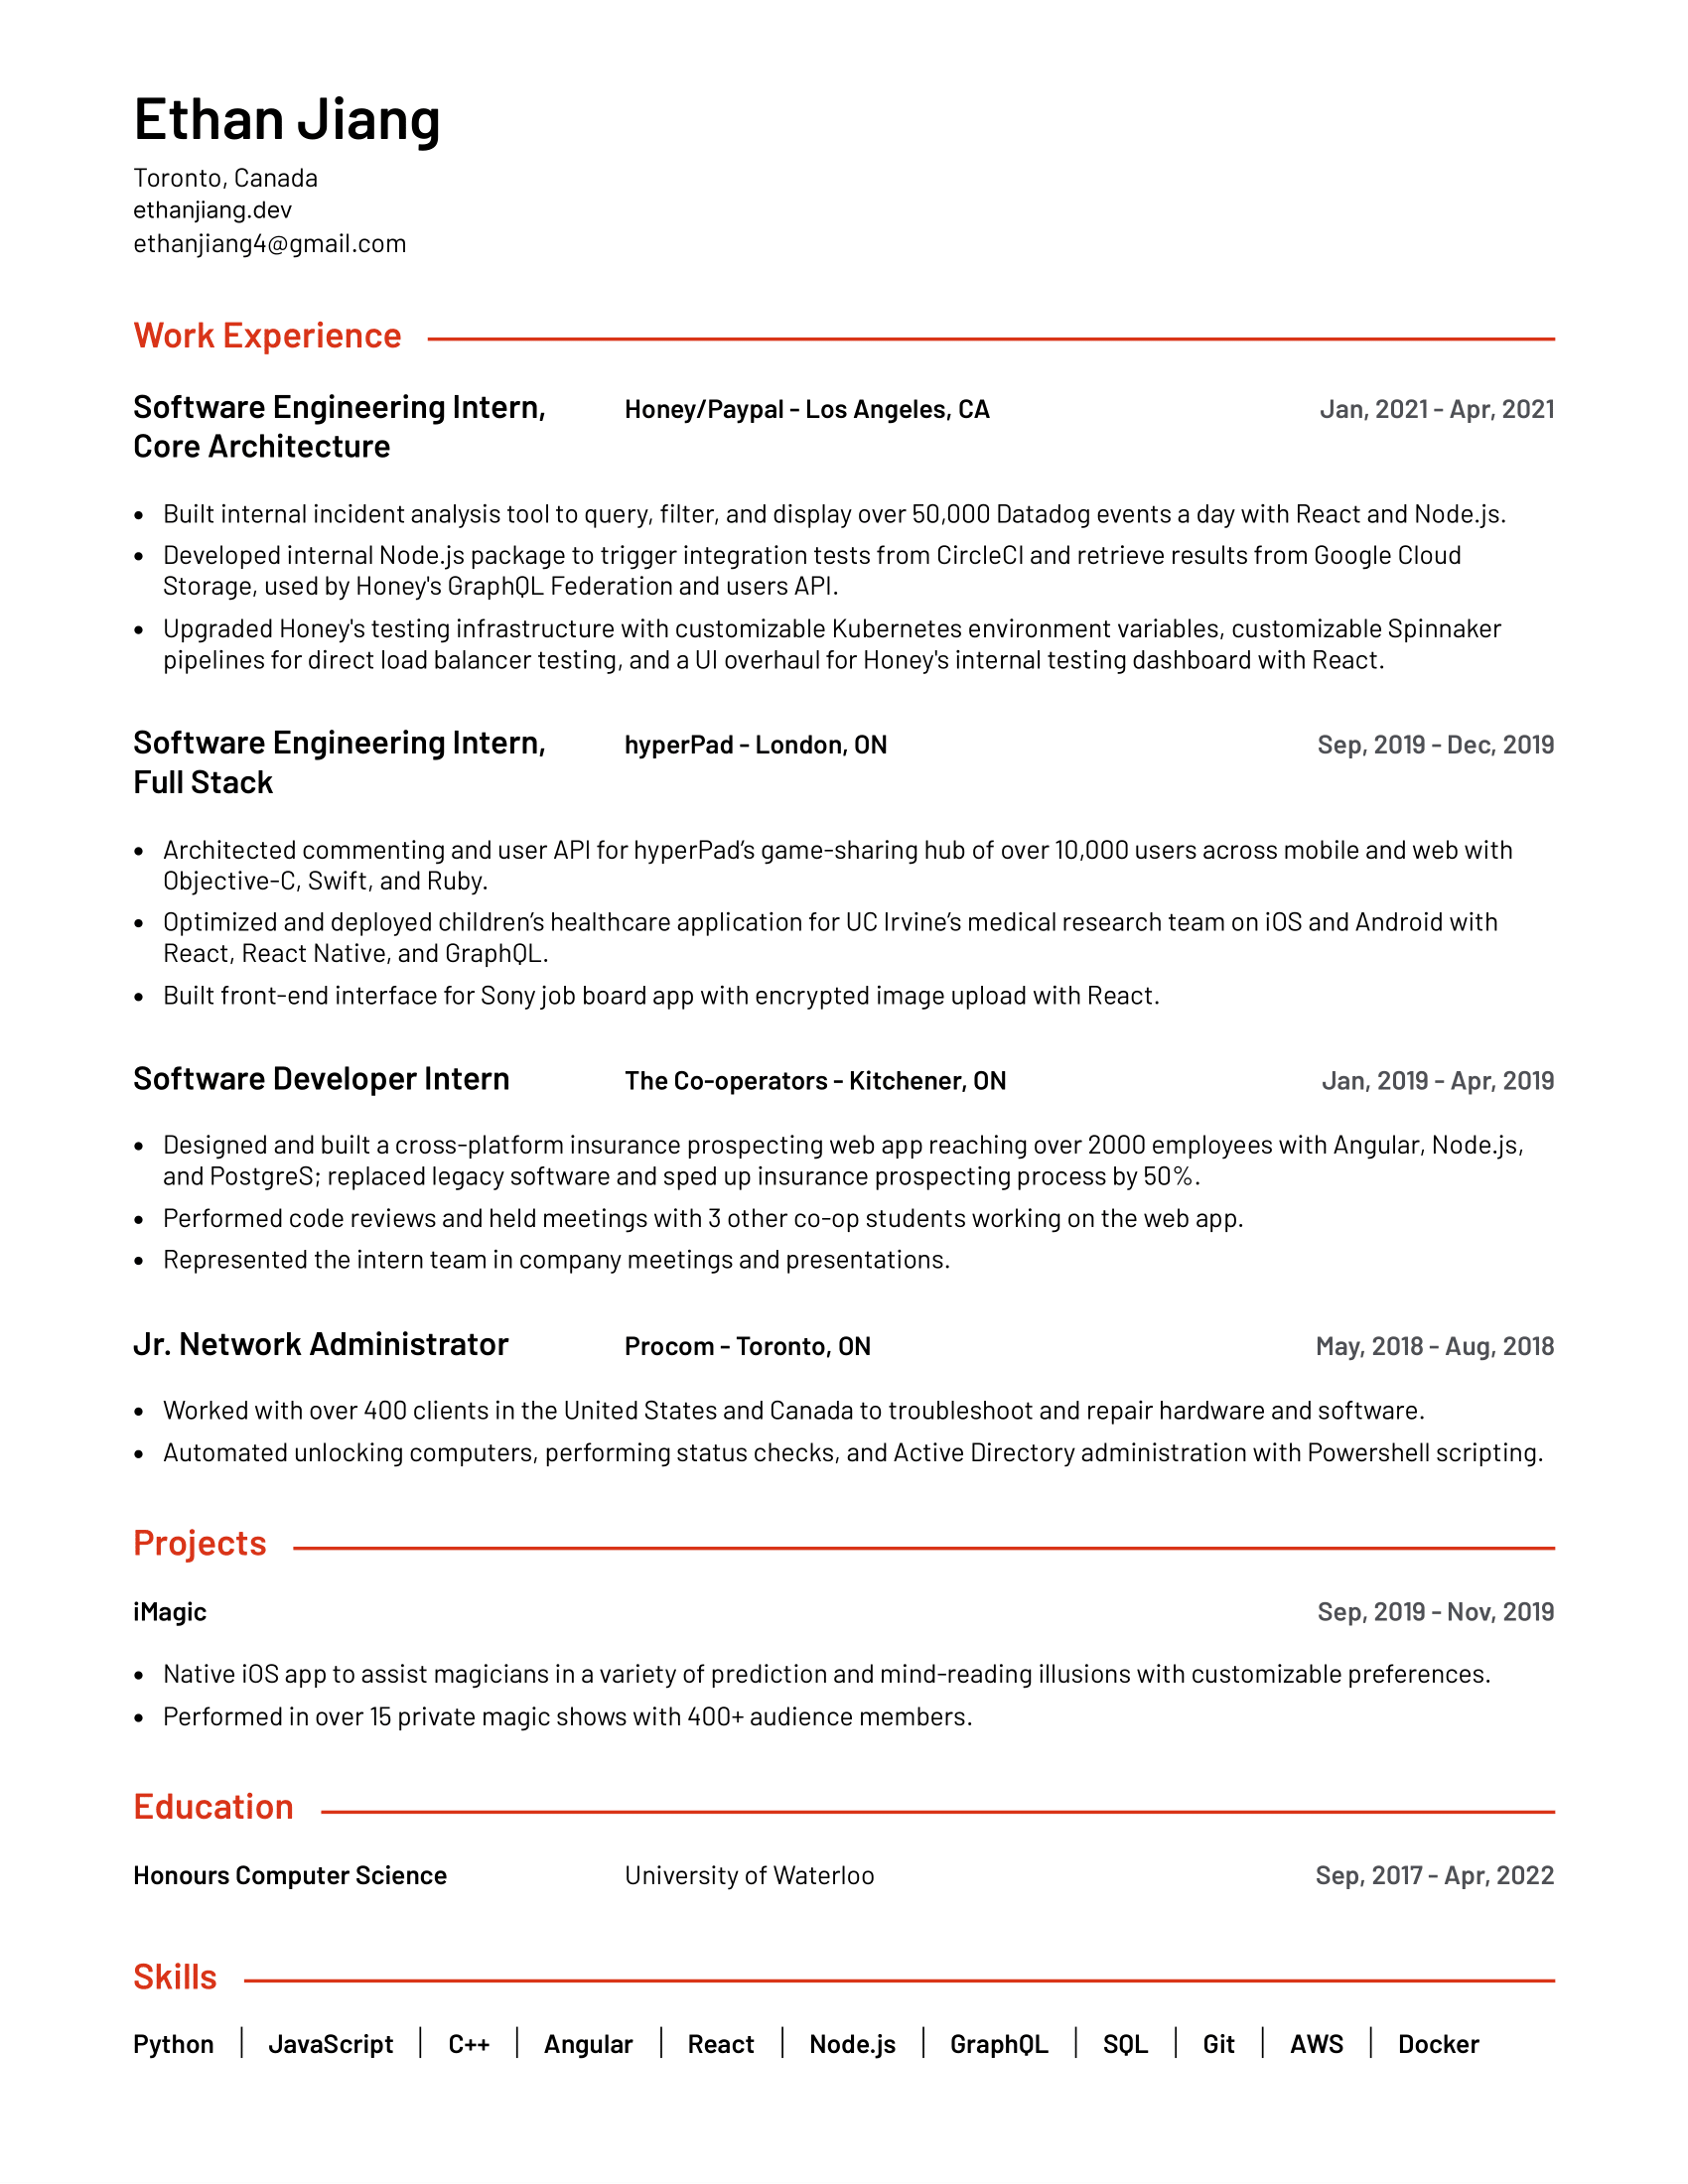 Ethan Jiang
Toronto, Canada
ethanjiang.dev
ethanjiang4@gmail.com
Work Experience
Software Engineering Intern, Honey/Paypal - Los Angeles, CA Jan, 2021 - Apr, 2021
Core Architecture
• Built internal incident analysis tool to query, filter, and display over 50,000 Datadog events a day with React and Node.js.
• Developed internal Node.js package to trigger integration tests from CircleCI and retrieve results from Google Cloud
Storage, used by Honey's GraphQL Federation and users API.
• Upgraded Honey's testing infrastructure with customizable Kubernetes environment variables, customizable Spinnaker
pipelines for direct load balancer testing, and a UI overhaul for Honey's internal testing dashboard with React.
Software Engineering Intern, hyperPad - London, ON Sep, 2019 - Dec, 2019
Full Stack
• Architected commenting and user API for hyperPad’s game-sharing hub of over 10,000 users across mobile and web with
Objective-C, Swift, and Ruby.
• Optimized and deployed children’s healthcare application for UC Irvine’s medical research team on iOS and Android with
React, React Native, and GraphQL.
• Built front-end interface for Sony job board app with encrypted image upload with React.
Software Developer Intern The Co-operators - Kitchener, ON Jan, 2019 - Apr, 2019
• Designed and built a cross-platform insurance prospecting web app reaching over 2000 employees with Angular, Node.js,
and PostgreS; replaced legacy software and sped up insurance prospecting process by 50%.
• Performed code reviews and held meetings with 3 other co-op students working on the web app.
• Represented the intern team in company meetings and presentations.
Jr. Network Administrator Procom - Toronto, ON May, 2018 - Aug, 2018
• Worked with over 400 clients in the United States and Canada to troubleshoot and repair hardware and software.
• Automated unlocking computers, performing status checks, and Active Directory administration with Powershell scripting.
Projects
iMagic Sep, 2019 - Nov, 2019
• Native iOS app to assist magicians in a variety of prediction and mind-reading illusions with customizable preferences.
• Performed in over 15 private magic shows with 400+ audience members.
Education
Honours Computer Science University of Waterloo Sep, 2017 - Apr, 2022
Skills
Python | JavaScript | C++ | Angular | React | Node.js | GraphQL | SQL | Git | AWS | Docker